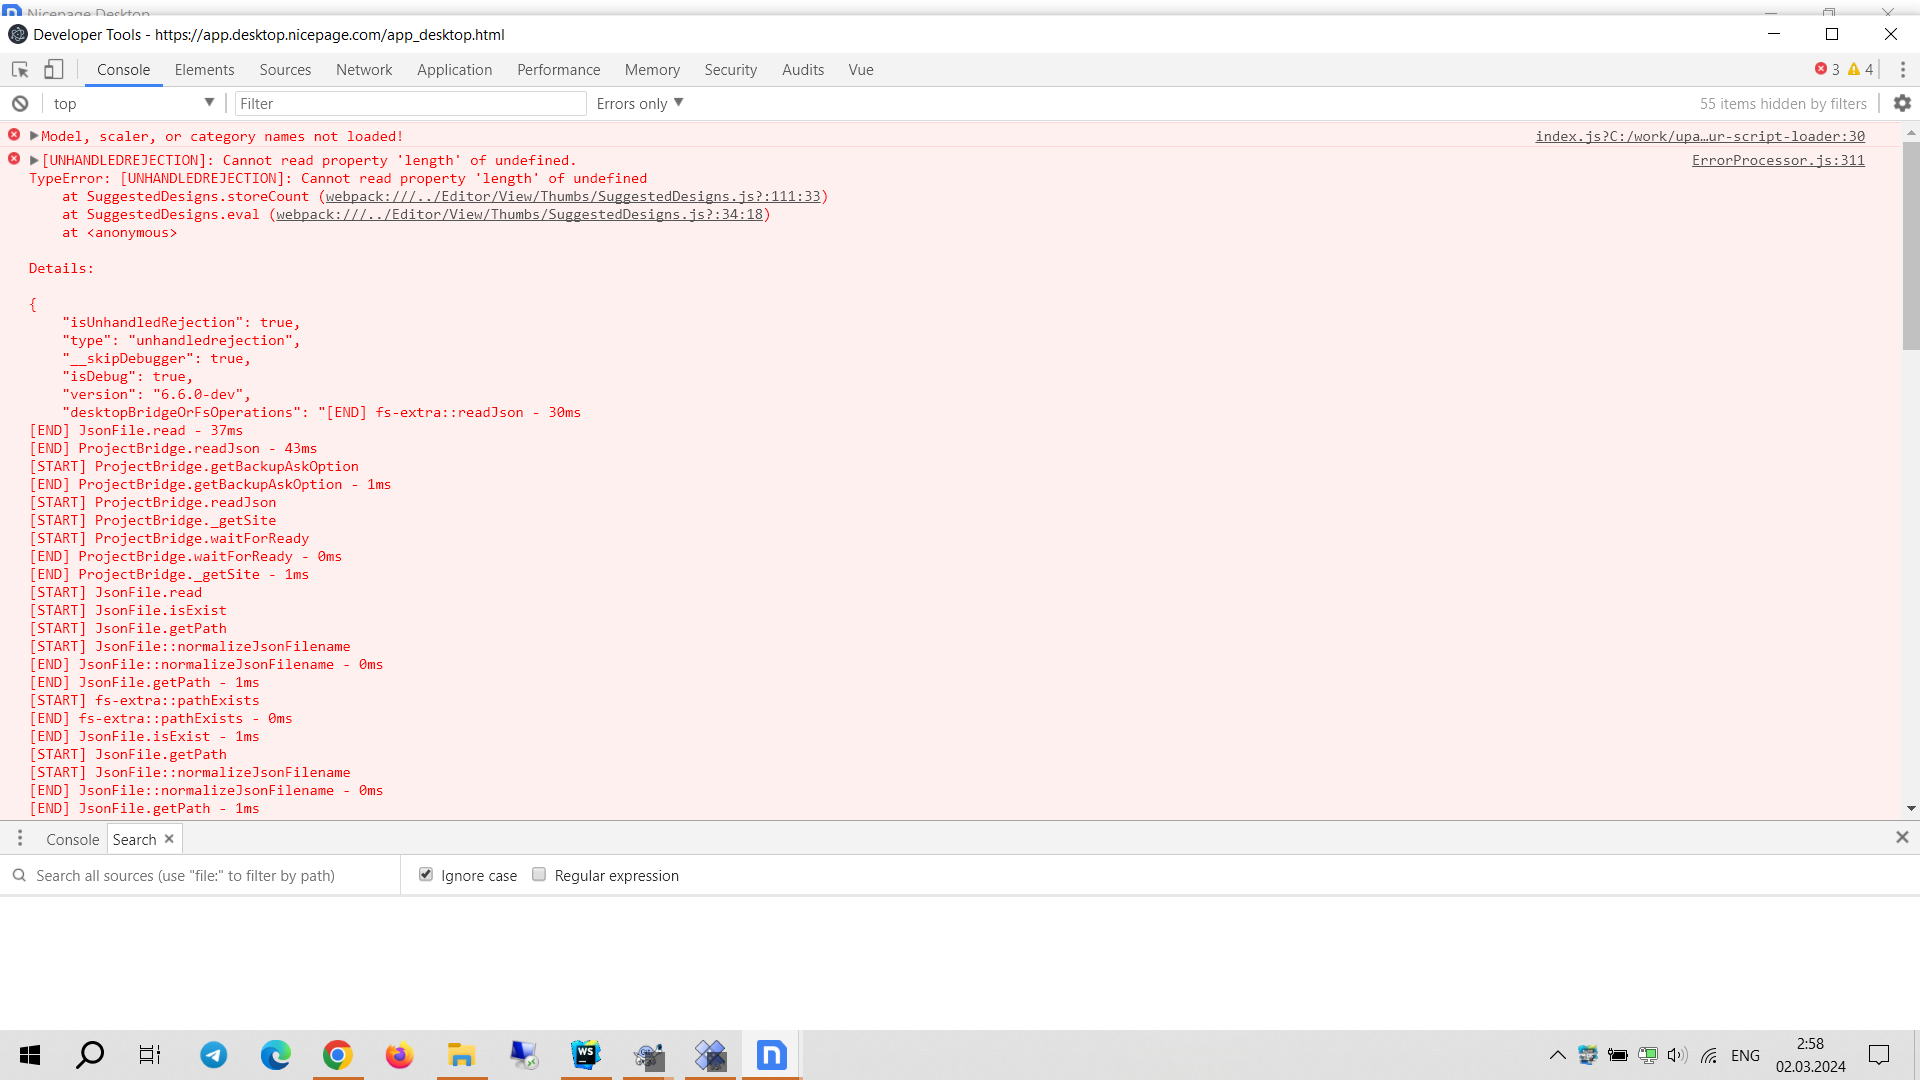 Nicepage Desktop
Developer Tools - https://app.desktop.nicepage.com/app_desktop.html
Console Elements Sources Network Application Performance Memory Security Audits Vue 3 4
top Filter Errors only 55 items hidden by filters
Model, scaler, or category names not loaded! index.js?C:/work/upa…ur-script-loader:30
[UNHANDLEDREJECTION]: Cannot read property 'length' of undefined. ErrorProcessor.js:311
TypeError: [UNHANDLEDREJECTION]: Cannot read property 'length' of undefined
at SuggestedDesigns.storeCount (webpack:///../Editor/View/Thumbs/SuggestedDesigns.js?:111:33)
at SuggestedDesigns.eval (webpack:///../Editor/View/Thumbs/SuggestedDesigns.js?:34:18)
at <anonymous>
Details:
{
"isUnhandledRejection": true,
"type": "unhandledrejection",
"__skipDebugger": true,
"isDebug": true,
"version": "6.6.0-dev",
"desktopBridgeOrFsOperations": "[END] fs-extra::readJson - 30ms
[END] JsonFile.read - 37ms
[END] ProjectBridge.readJson - 43ms
[START] ProjectBridge.getBackupAskOption
[END] ProjectBridge.getBackupAskOption - 1ms
[START] ProjectBridge.readJson
[START] ProjectBridge._getSite
[START] ProjectBridge.waitForReady
[END] ProjectBridge.waitForReady - 0ms
[END] ProjectBridge._getSite - 1ms
[START] JsonFile.read
[START] JsonFile.isExist
[START] JsonFile.getPath
[START] JsonFile::normalizeJsonFilename
[END] JsonFile::normalizeJsonFilename - 0ms
[END] JsonFile.getPath - 1ms
[START] fs-extra::pathExists
[END] fs-extra::pathExists - 0ms
[END] JsonFile.isExist - 1ms
[START] JsonFile.getPath
[START] JsonFile::normalizeJsonFilename
[END] JsonFile::normalizeJsonFilename - 0ms
[END] JsonFile.getPath - 1ms
Console Search
Search all sources (use "file:" to filter by path) Ignore case Regular expression
WS
ENG
2:58
02.03.2024